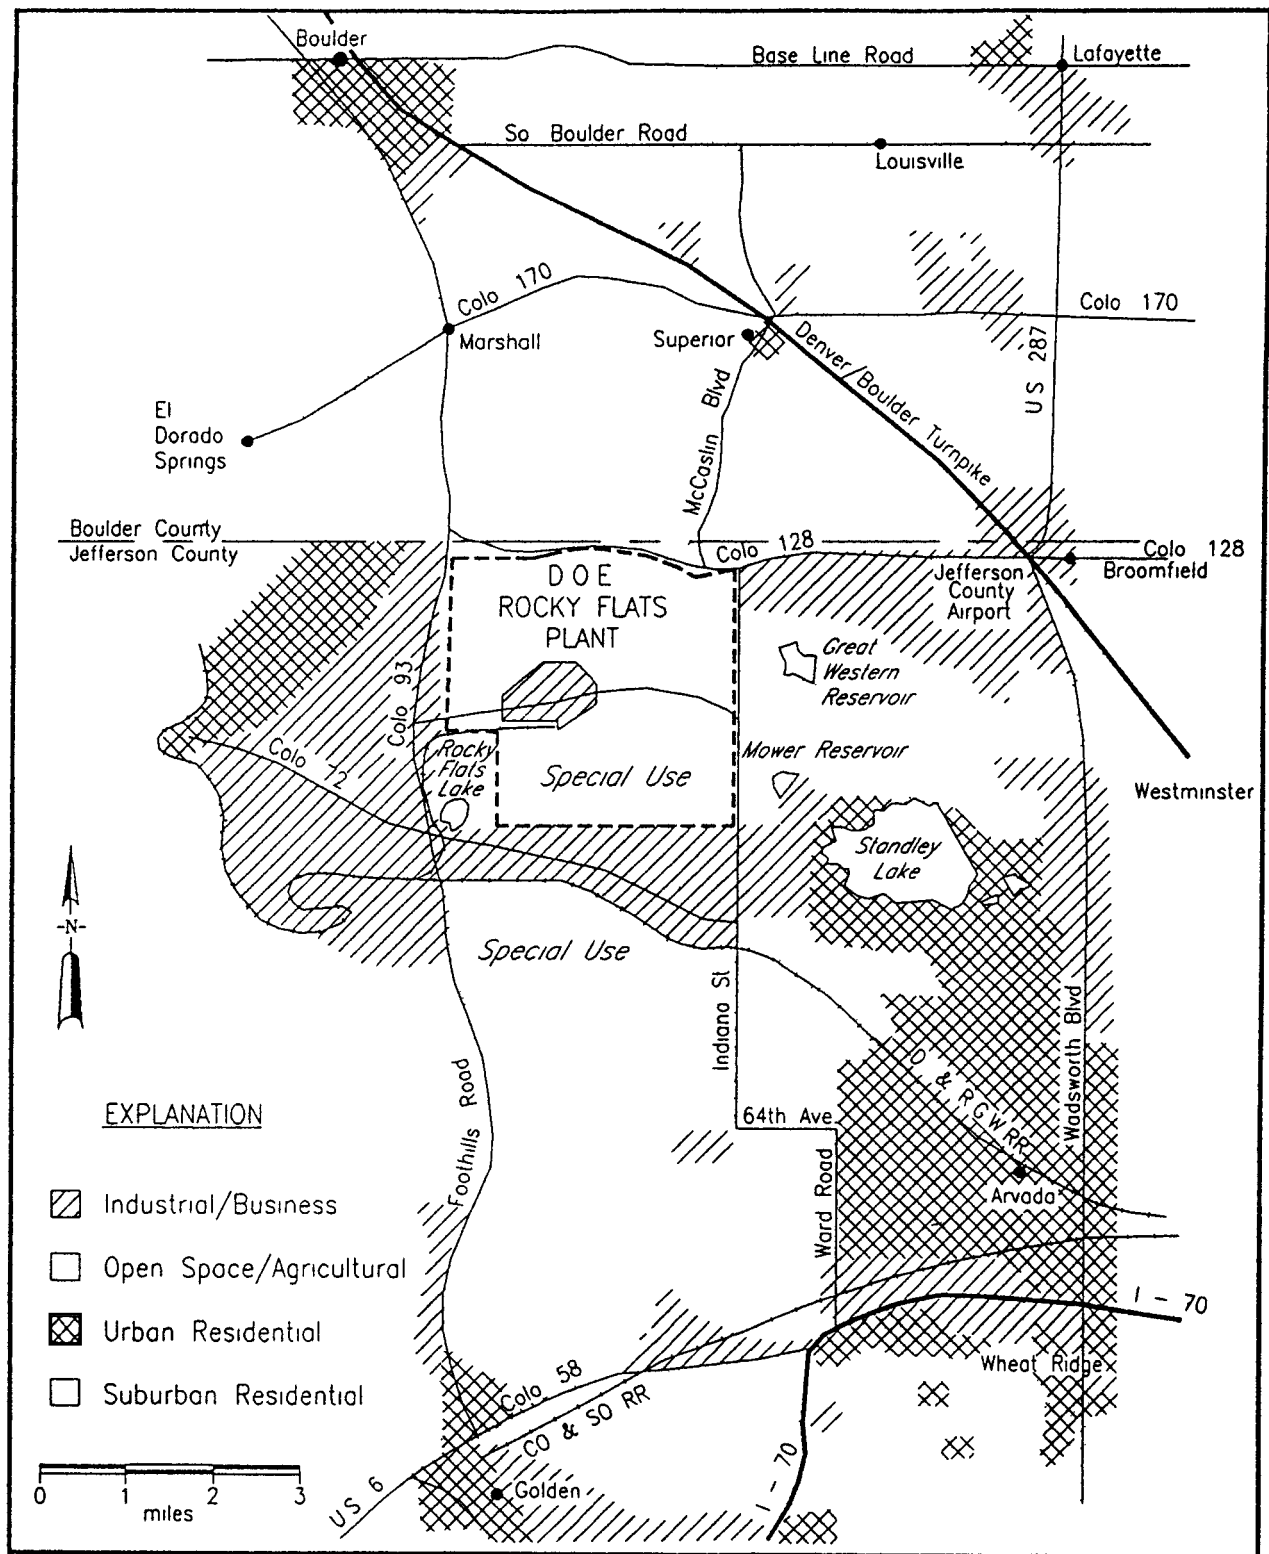 Boulder
Base Line Road
Lafayette
So Boulder Road
Louisville
Colo 170
Colo 170
Marshall
Superior
Denver/Boulder Turnpike
US 287
McCaslin Blvd
El
Dorado
Springs
Boulder County
Jefferson County
Colo 128
Colo 128
Broomfield
Jefferson
County
Airport
DOE
ROCKY FLATS
PLANT
Great
Western
Reservoir
Colo 93
Colo 72
Rocky
Flats
Lake
Special Use
Mower Reservoir
Westminster
Standley
Lake
-N-
Special Use
Indiana St
Wadsworth Blvd
D & RGWRR
Foothills Road
64th Ave
Ward Road
Arvada
EXPLANATION
Industrial/Business
Open Space/Agricultural
Urban Residential
Suburban Residential
I-70
Wheat Ridge
Colo 58
CO & SO RR
I-70
US 6
Golden
0 1 2 3
miles